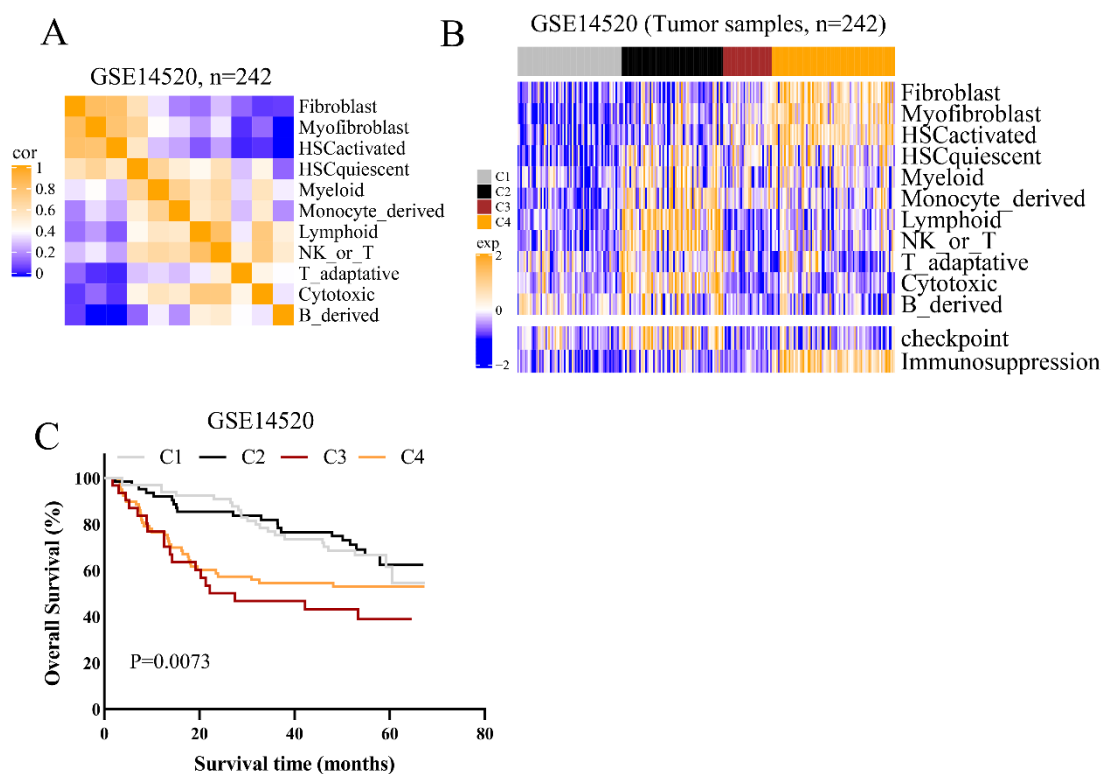 A
GSE14520, n=242
cor
1
0.8
0.6
0.4
0.2
0
Fibroblast
Myofibroblast
HSCactivated
HSCquiescent
Myeloid
Monocyte_derived
Lymphoid
NK_or_T
T_adaptative
Cytotoxic
B_derived
B
GSE14520 (Tumor samples, n=242)
C1
C2
C3
C4
exp
2
0
−2
Fibroblast
Myofibroblast
HSCactivated
HSCquiescent
Myeloid
Monocyte_derived
Lymphoid
NK_or_T
T_adaptative
Cytotoxic
B_derived
checkpoint
Immunosuppression
C
GSE14520
C1 C2 C3 C4
Overall Survival (%)
100
80
60
40
20
0
P=0.0073
0 20 40 60 80
Survival time (months)